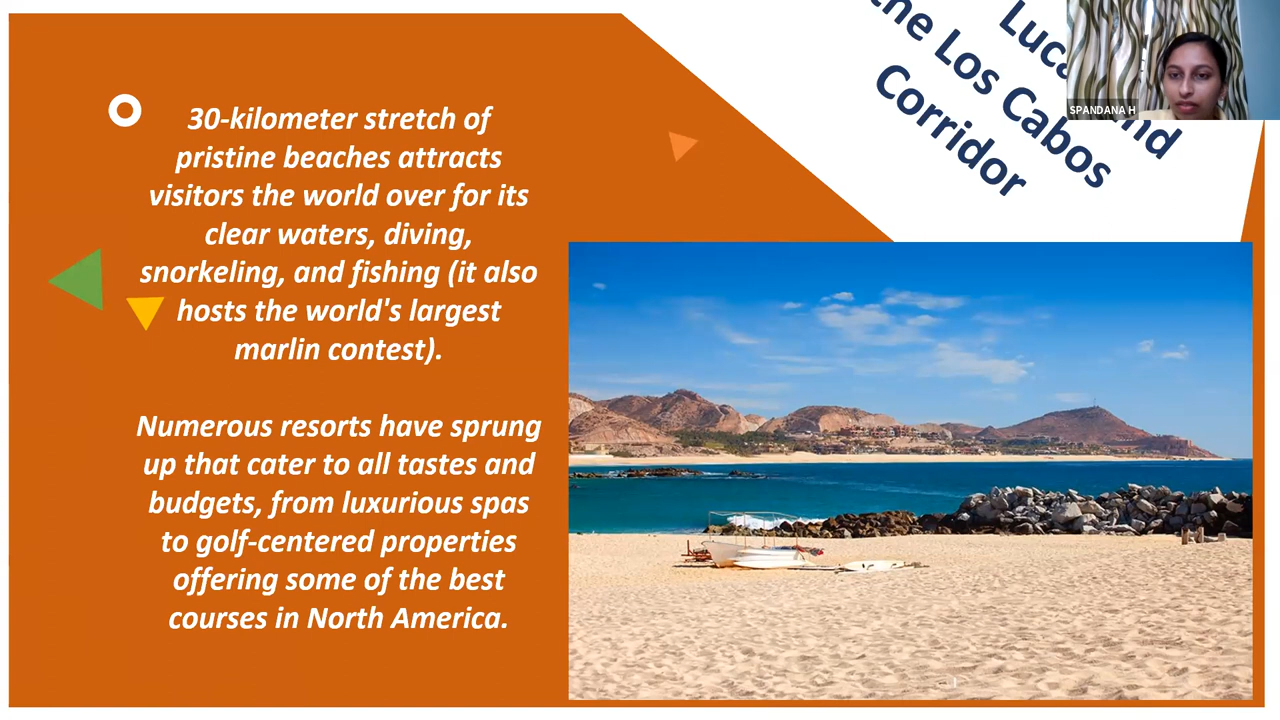 the Los Cabos
Corridor
SPANDANA H
30-kilometer stretch of
pristine beaches attracts
visitors the world over for its
clear waters, diving,
snorkeling, and fishing (it also
hosts the world's largest
marlin contest).
Numerous resorts have sprung
up that cater to all tastes and
budgets, from luxurious spas
to golf-centered properties
offering some of the best
courses in North America.